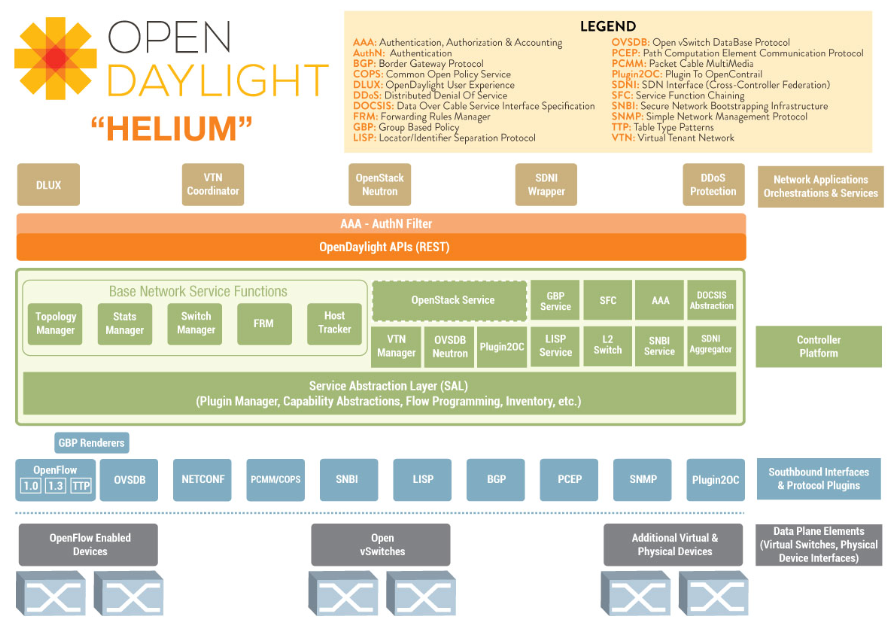 OPEN
DAYLIGHT
"HELIUM"
LEGEND
AAA: Authentication, Authorization & Accounting
AuthN: Authentication
BGP: Border Gateway Protocol
COPS: Common Open Policy Service
DLUX: OpenDaylight User Experience
DDoS: Distributed Denial Of Service
DOCSIS: Data Over Cable Service Interface Specification
FRM: Forwarding Rules Manager
GBP: Group Based Policy
LISP: Locator/Identifier Separation Protocol
OVSDB: Open vSwitch DataBase Protocol
PCEP: Path Computation Element Communication Protocol
PCMM: Packet Cable MultiMedia
Plugin2OC: Plugin To OpenContrail
SDNI: SDN Interface (Cross-Controller Federation)
SFC: Service Function Chaining
SNBI: Secure Network Bootstrapping Infrastructure
SNMP: Simple Network Management Protocol
TTP: Table Type Patterns
VTN: Virtual Tenant Network
DLUX
VTN
Coordinator
OpenStack
Neutron
SDNI
Wrapper
DDoS
Protection
Network Applications
Orchestrations & Services
AAA - AuthN Filter
OpenDaylight APIs (REST)
Base Network Service Functions
Topology
Manager
Stats
Manager
Switch
Manager
FRM
Host
Tracker
OpenStack Service
GBP
Service
SFC
AAA
DOCSIS
Abstraction
VTN
Manager
OVSDB
Neutron
Plugin2OC
LISP
Service
L2
Switch
SNBI
Service
SDNI
Aggregator
Controller
Platform
Service Abstraction Layer (SAL)
(Plugin Manager, Capability Abstractions, Flow Programming, Inventory, etc.)
GBP Renderers
OpenFlow
1.0 1.3 TTP
OVSDB
NETCONF
PCMM/COPS
SNBI
LISP
BGP
PCEP
SNMP
Plugin2OC
Southbound Interfaces
& Protocol Plugins
OpenFlow Enabled
Devices
Open
vSwitches
Additional Virtual &
Physical Devices
Data Plane Elements
(Virtual Switches, Physical
Device Interfaces)